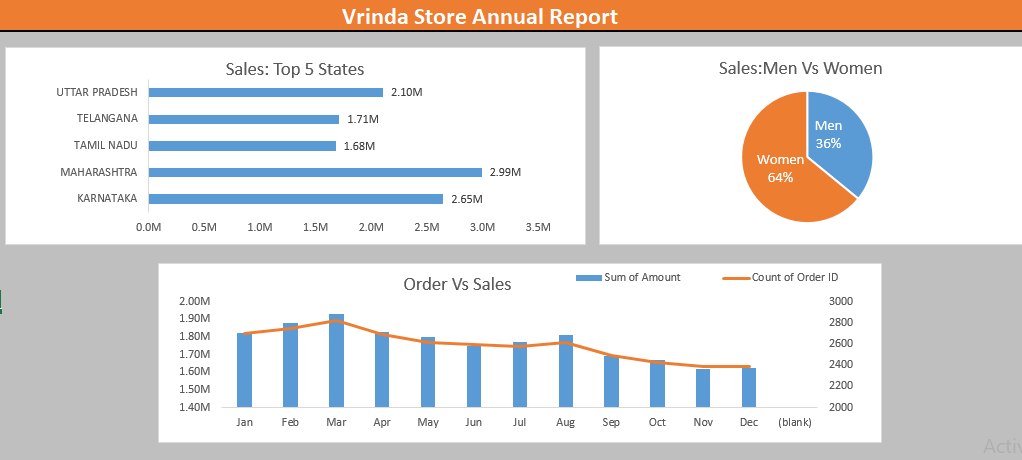 Vrinda Store Annual Report
Sales: Top 5 States
UTTAR PRADESH 2.10M
TELANGANA 1.71M
TAMIL NADU 1.68M
MAHARASHTRA 2.99M
KARNATAKA 2.65M
0.0M 0.5M 1.0M 1.5M 2.0M 2.5M 3.0M 3.5M
Sales:Men Vs Women
Men
36%
Women
64%
Order Vs Sales
Sum of Amount Count of Order ID
2.00M 3000
1.90M 2800
1.80M 2600
1.70M 2400
1.60M 2200
1.50M 2000
1.40M
Jan Feb Mar Apr May Jun Jul Aug Sep Oct Nov Dec (blank)
Activ